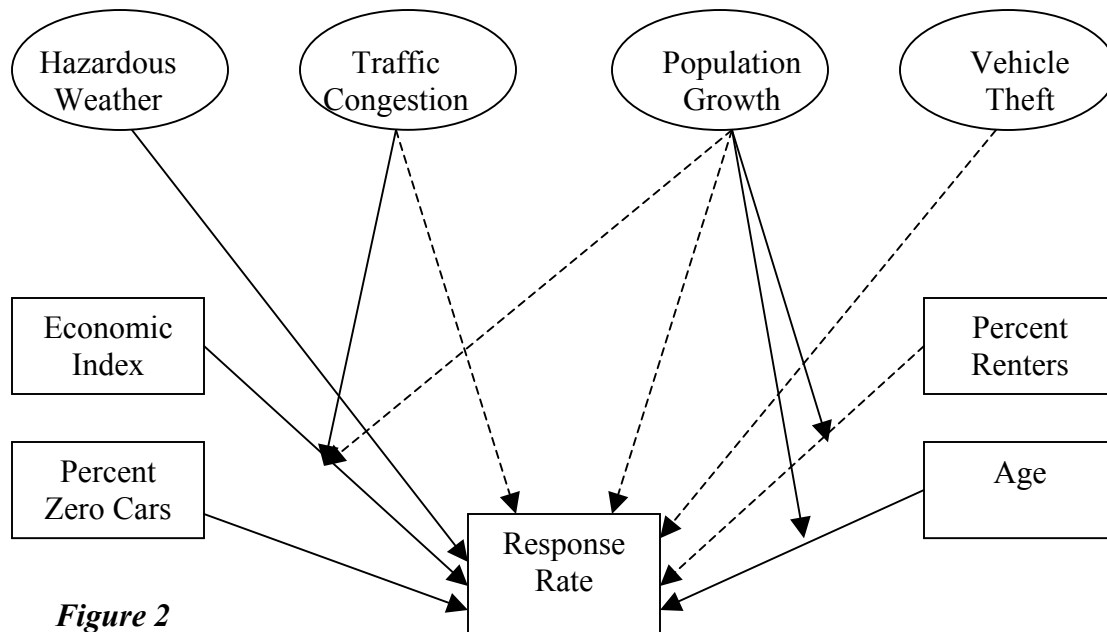 Hazardous
Weather
Traffic
Congestion
Population
Growth
Vehicle
Theft
Economic
Index
Percent
Renters
Percent
Zero Cars
Age
Response
Rate
Figure 2